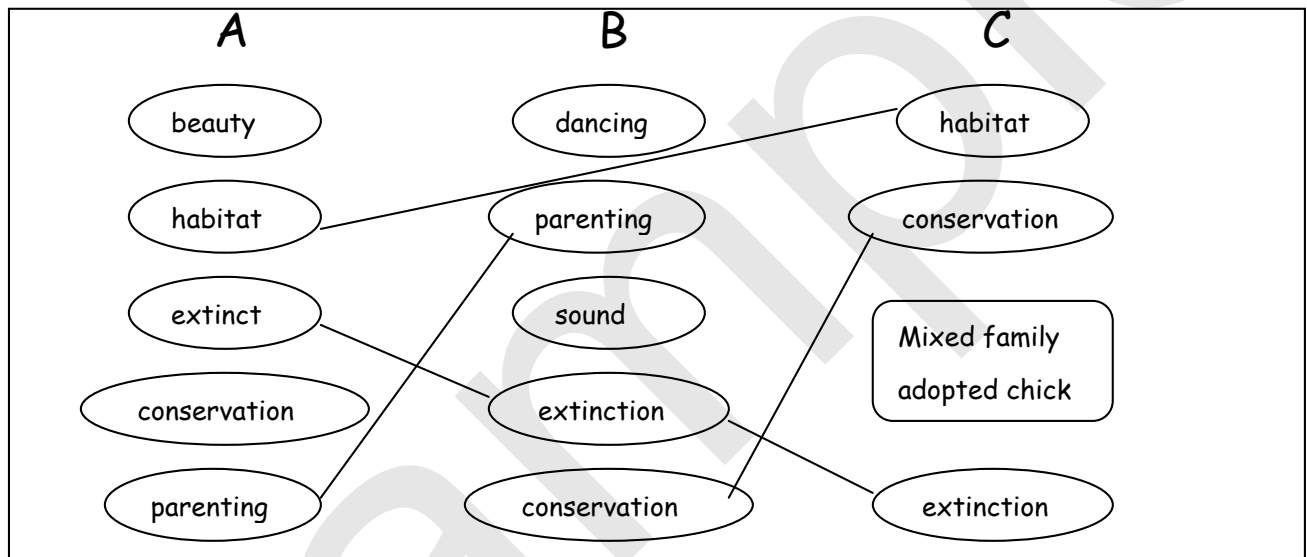 A B C
beauty dancing habitat
habitat parenting conservation
extinct sound Mixed family
adopted chick
conservation extinction
parenting conservation extinction